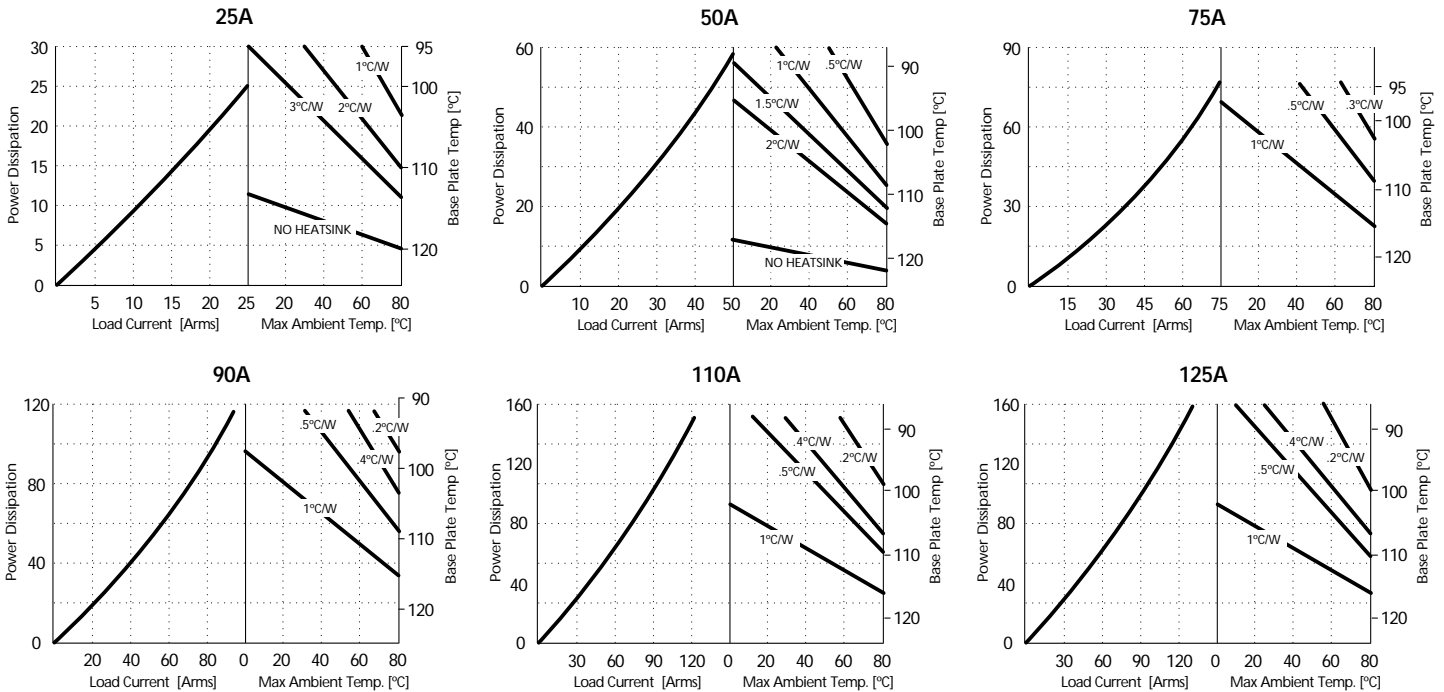 25A
Power Dissipation
30
25
20
15
10
5
0
5 10 15 20 25 20 40 60 80
Load Current [Arms] Max Ambient Temp. [ºC]
1ºC/W
2ºC/W
3ºC/W
NO HEATSINK
95
100
110
120
Base Plate Temp [ºC]
50A
Power Dissipation
60
40
20
0
10 20 30 40 50 20 40 60 80
Load Current [Arms] Max Ambient Temp. [ºC]
.5ºC/W
1ºC/W
1.5ºC/W
2ºC/W
NO HEATSINK
90
100
110
120
Base Plate Temp [ºC]
75A
Power Dissipation
90
60
30
0
15 30 45 60 75 20 40 60 80
Load Current [Arms] Max Ambient Temp. [ºC]
.3ºC/W
.5ºC/W
1ºC/W
95
100
110
120
Base Plate Temp [ºC]
90A
Power Dissipation
120
80
40
0
20 40 60 80 0 20 40 60 80
Load Current [Arms] Max Ambient Temp. [ºC]
.2ºC/W
.4ºC/W
.5ºC/W
1ºC/W
90
100
110
120
Base Plate Temp [ºC]
110A
Power Dissipation
160
120
80
40
0
30 60 90 120 0 20 40 60 80
Load Current [Arms] Max Ambient Temp. [ºC]
.2ºC/W
.4ºC/W
.5ºC/W
1ºC/W
90
100
110
120
Base Plate Temp [ºC]
125A
Power Dissipation
160
120
80
40
0
30 60 90 120 0 20 40 60 80
Load Current [Arms] Max Ambient Temp. [ºC]
.2ºC/W
.4ºC/W
.5ºC/W
1ºC/W
90
100
110
120
Base Plate Temp [ºC]